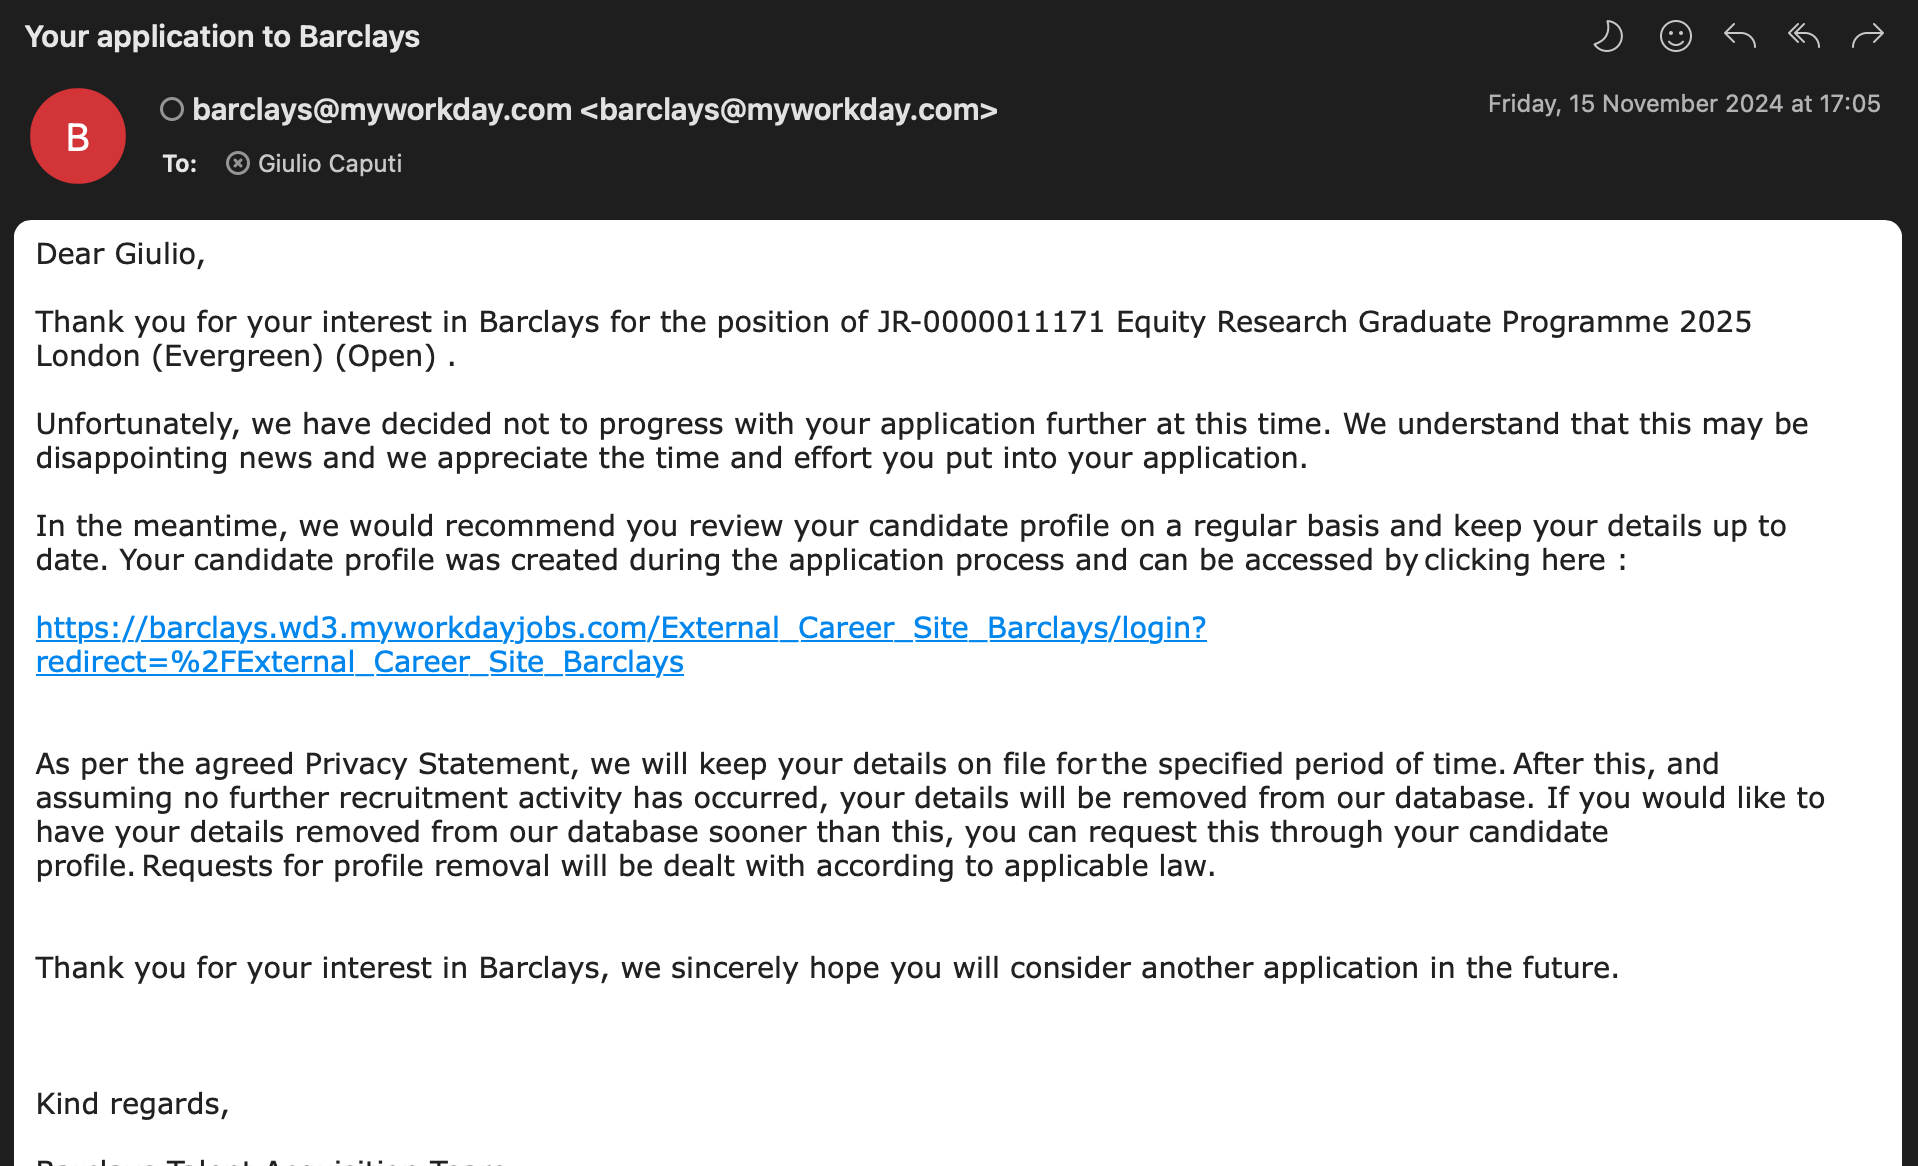 Your application to Barclays
B
barclays@myworkday.com <barclays@myworkday.com>
Friday, 15 November 2024 at 17:05
To: Giulio Caputi
Dear Giulio,
Thank you for your interest in Barclays for the position of JR-0000011171 Equity Research Graduate Programme 2025
London (Evergreen) (Open) .
Unfortunately, we have decided not to progress with your application further at this time. We understand that this may be
disappointing news and we appreciate the time and effort you put into your application.
In the meantime, we would recommend you review your candidate profile on a regular basis and keep your details up to
date. Your candidate profile was created during the application process and can be accessed by clicking here :
https://barclays.wd3.myworkdayjobs.com/External_Career_Site_Barclays/login?
redirect=%2FExternal_Career_Site_Barclays
As per the agreed Privacy Statement, we will keep your details on file for the specified period of time. After this, and
assuming no further recruitment activity has occurred, your details will be removed from our database. If you would like to
have your details removed from our database sooner than this, you can request this through your candidate
profile. Requests for profile removal will be dealt with according to applicable law.
Thank you for your interest in Barclays, we sincerely hope you will consider another application in the future.
Kind regards,
Barclays Talent Acquisition Team